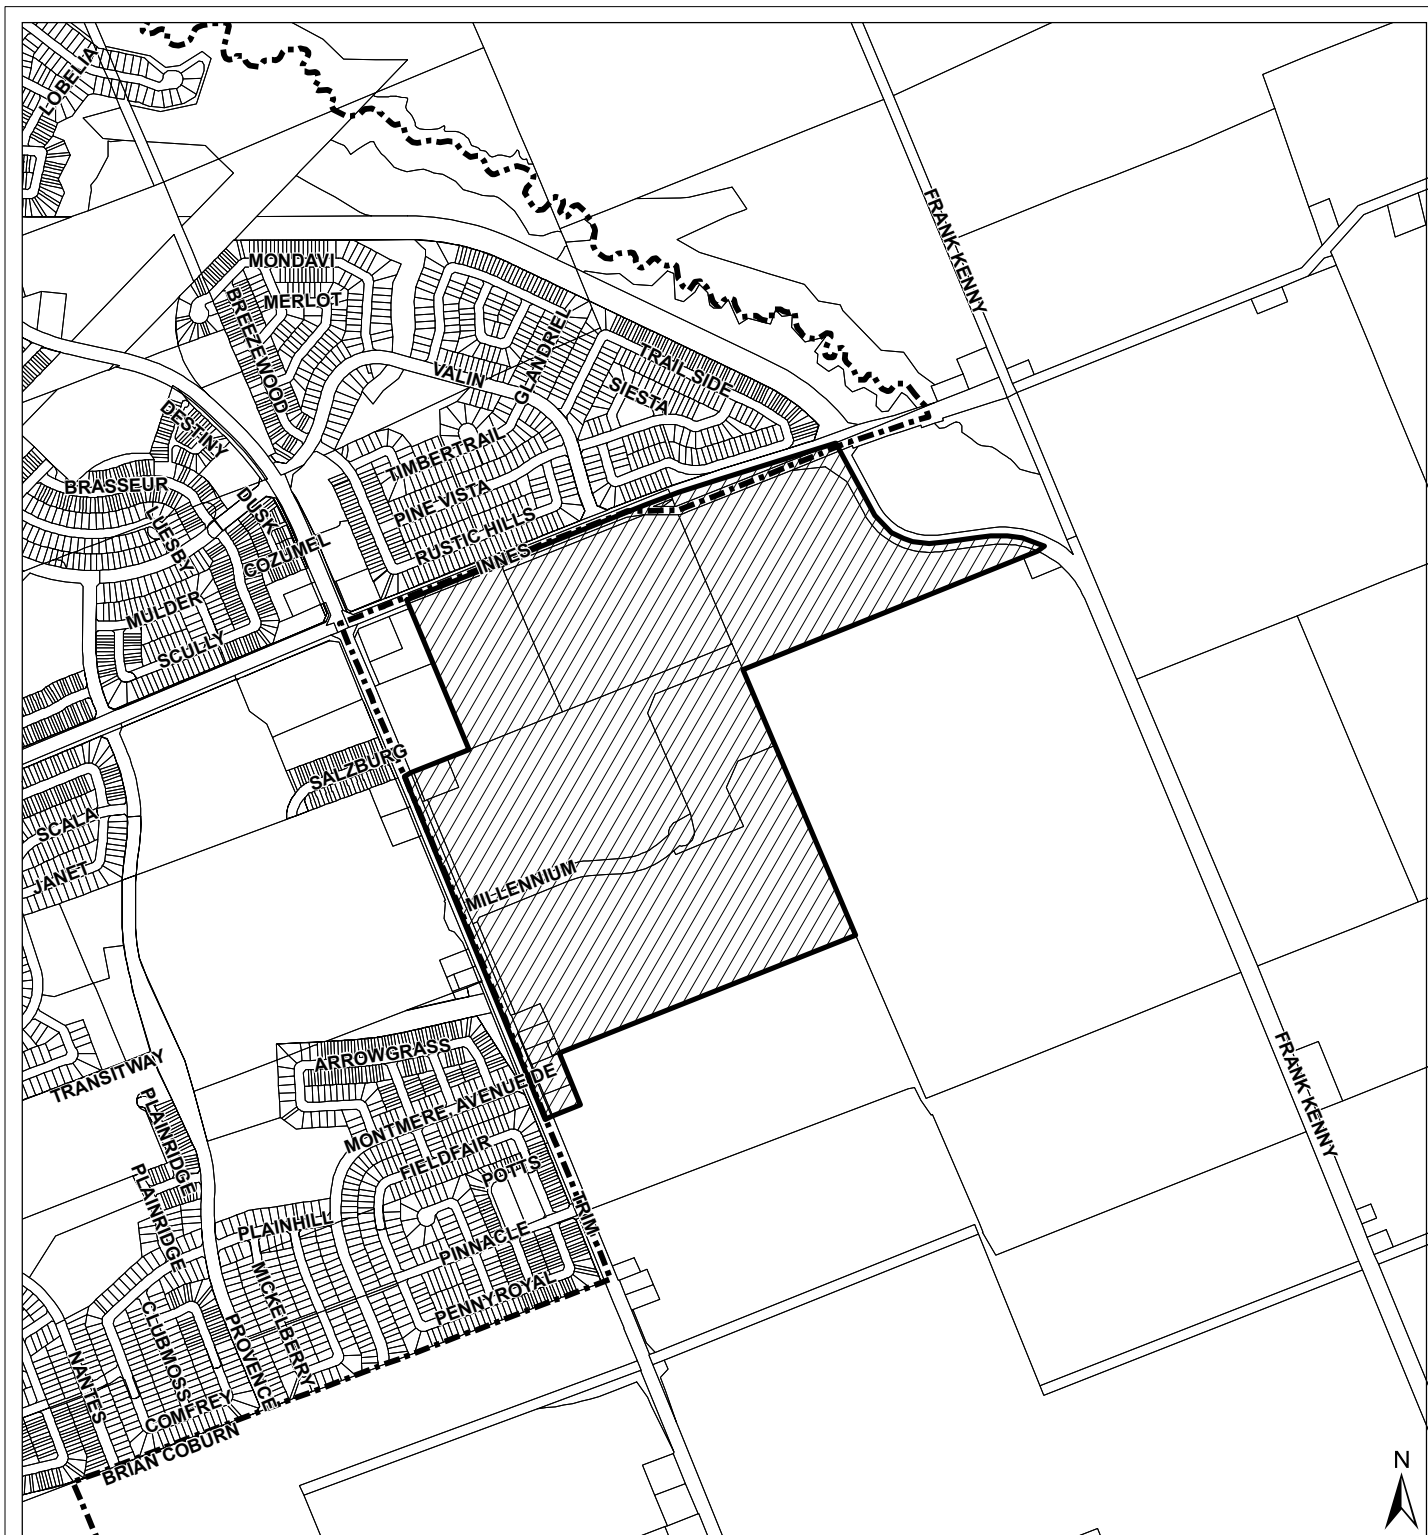 LOBELIA
FRANK KENNY
MONDAVI
MERLOT
BREEZEWOOD
GLANDRIEL
VALIN
TRAIL SIDE
SIESTA
DESTINY
TIMBERTRAIL
BRASSEUR
DUSK
PINE VISTA
LUESBY
RUSTIC HILLS
COZUMEL
INNES
MULDER
SCULLY
SALZBURG
SCALA
JANET
MILLENNIUM
ARROWGRASS
TRANSITWAY
FRANK KENNY
MONTMERE, AVENUE DE
PLAINRIDGE
FIELDFAIR
POTTS
PLAINRIDGE
TRIM
PLAINHILL
PINNACLE
MICKELBERRY
PENNYROYAL
CLUBMOSS
PROVENCE
NANTES
COMFREY
BRIAN COBURN
N